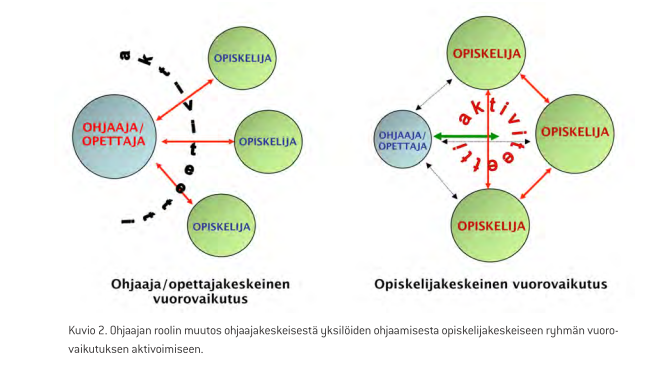 aktiviteetti
OPISKELIJA
OHJAAJA/
OPETTAJA
OPISKELIJA
OPISKELIJA
Ohjaaja/opettajakeskeinen
vuorovaikutus
OPISKELIJA
aktiviteetti
OHJAAJA/
OPETTAJA
OPISKELIJA
OPISKELIJA
Opiskelijakeskeinen vuorovaikutus
Kuvio 2. Ohjaajan roolin muutos ohjaajakeskeisestä yksilöiden ohjaamisesta opiskelijakeskeiseen ryhmän vuoro-
vaikutuksen aktivoimiseen.